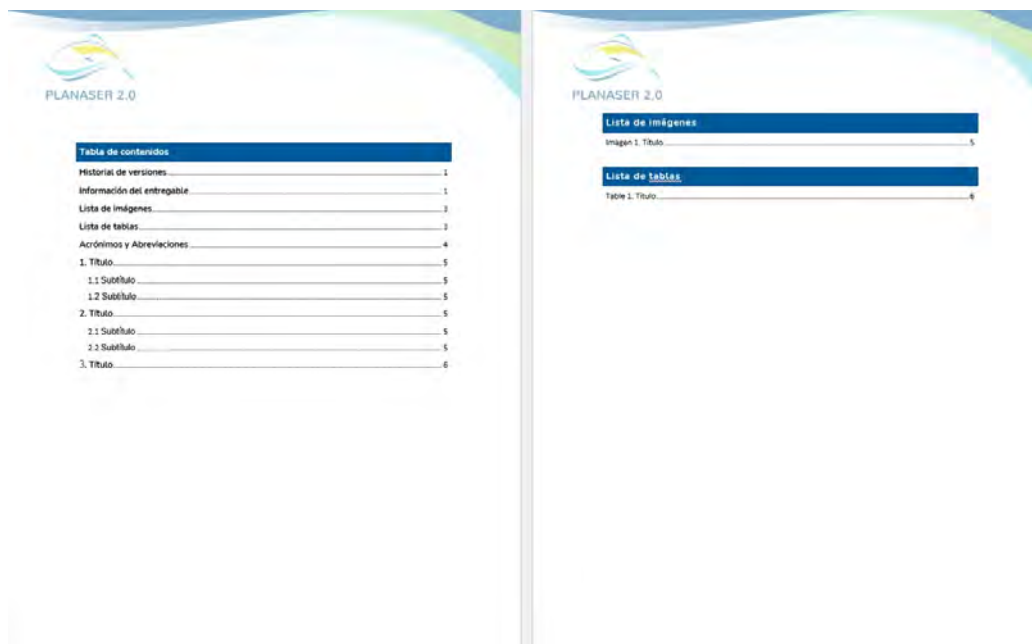 PLANASER 2.0
Tabla de contenidos
Historial de versiones 1
Información del entregable 1
Lista de imágenes 3
Lista de tablas 3
Acrónimos y Abreviaciones 4
1. Título 5
1.1 Subtítulo 5
1.2 Subtítulo 5
2. Título 5
2.1 Subtítulo 5
2.2 Subtítulo 5
3. Título 6
PLANASER 2.0
Lista de imágenes
Imagen 1. Título 5
Lista de tablas
Table 1. Título 6